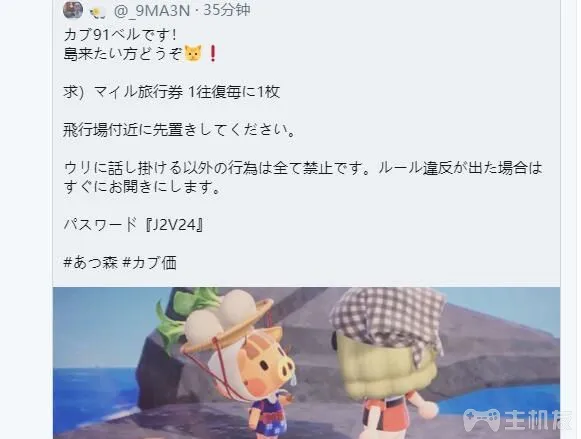 @_9MA3N · 35分钟
カブ91ベルです!
島来たい方どうぞ🐱❗
求）マイル旅行券 1往復毎に1枚
飛行場付近に先置きしてください。
ウリに話し掛ける以外の行為は全て禁止です。ルール違反が出た場合は
すぐにお開きにします。
パスワード『J2V24』
#あつ森 #カブ価
主机宸